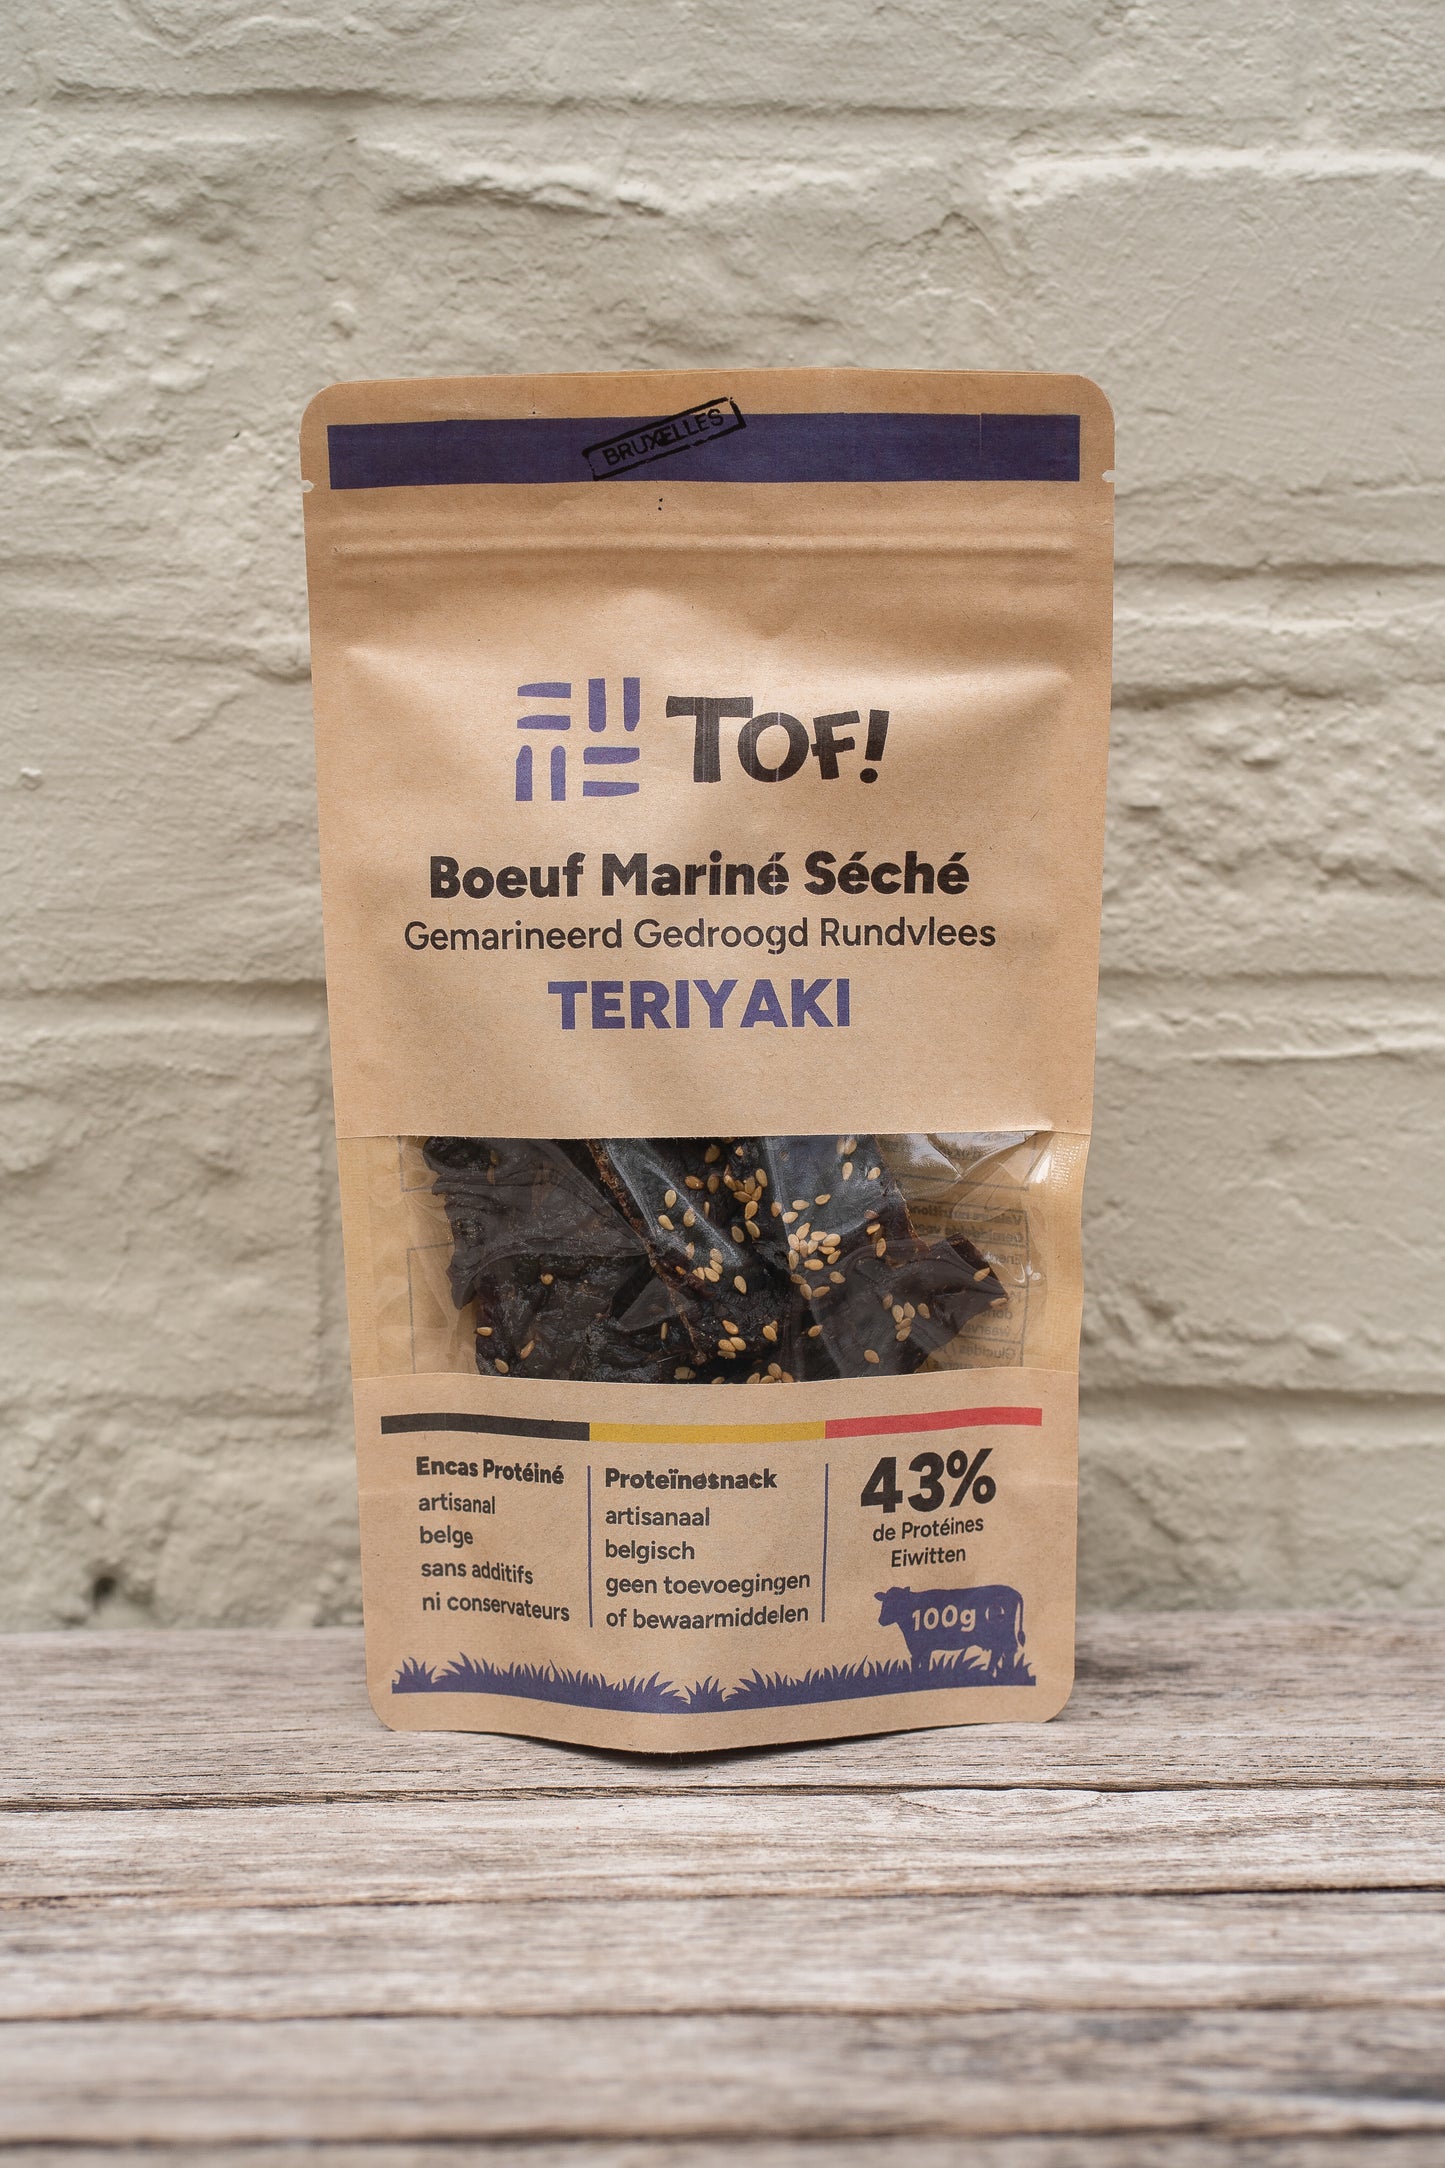 BRUXELLES
TOF!
Boeuf Mariné Séché
Gemarineerd Gedroogd Rundvlees
TERIYAKI
Encas Protéiné
artisanal
belge
sans additifs
ni conservateurs
Proteïnesnack
artisanaal
belgisch
geen toevoegingen
of bewaarmiddelen
43%
de Protéines
Eiwitten
100g e